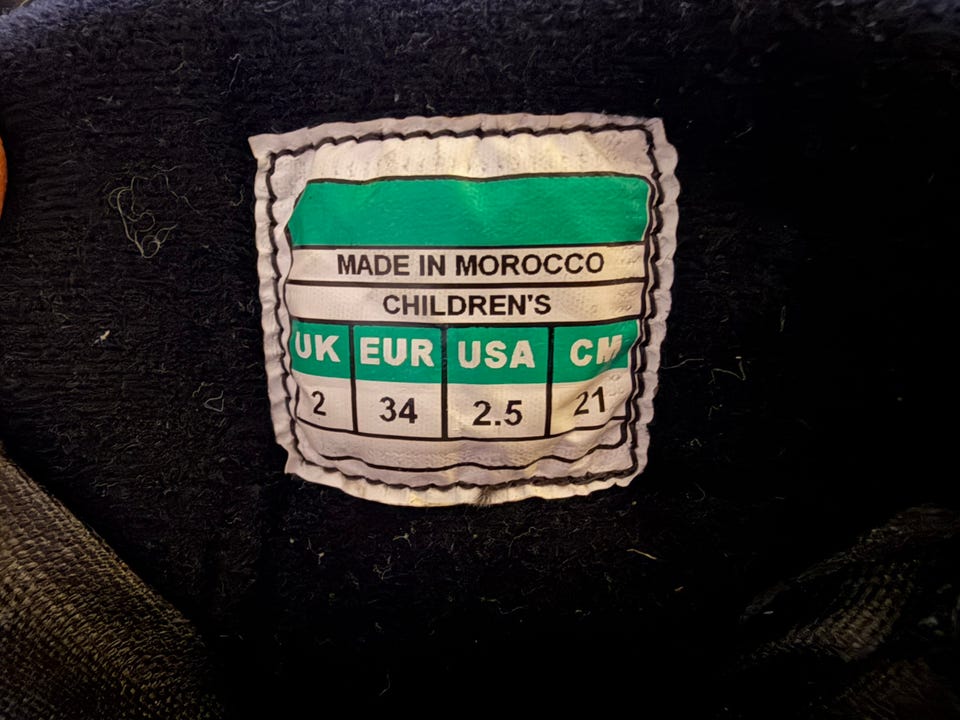 MADE IN MOROCCO
CHILDREN'S
UK EUR USA CM
2 34 2.5 21